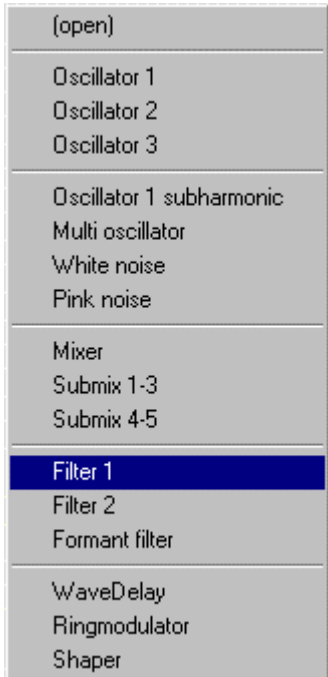 (open)
Oscillator 1
Oscillator 2
Oscillator 3
Oscillator 1 subharmonic
Multi oscillator
White noise
Pink noise
Mixer
Submix 1-3
Submix 4-5
Filter 1
Filter 2
Formant filter
WaveDelay
Ringmodulator
Shaper